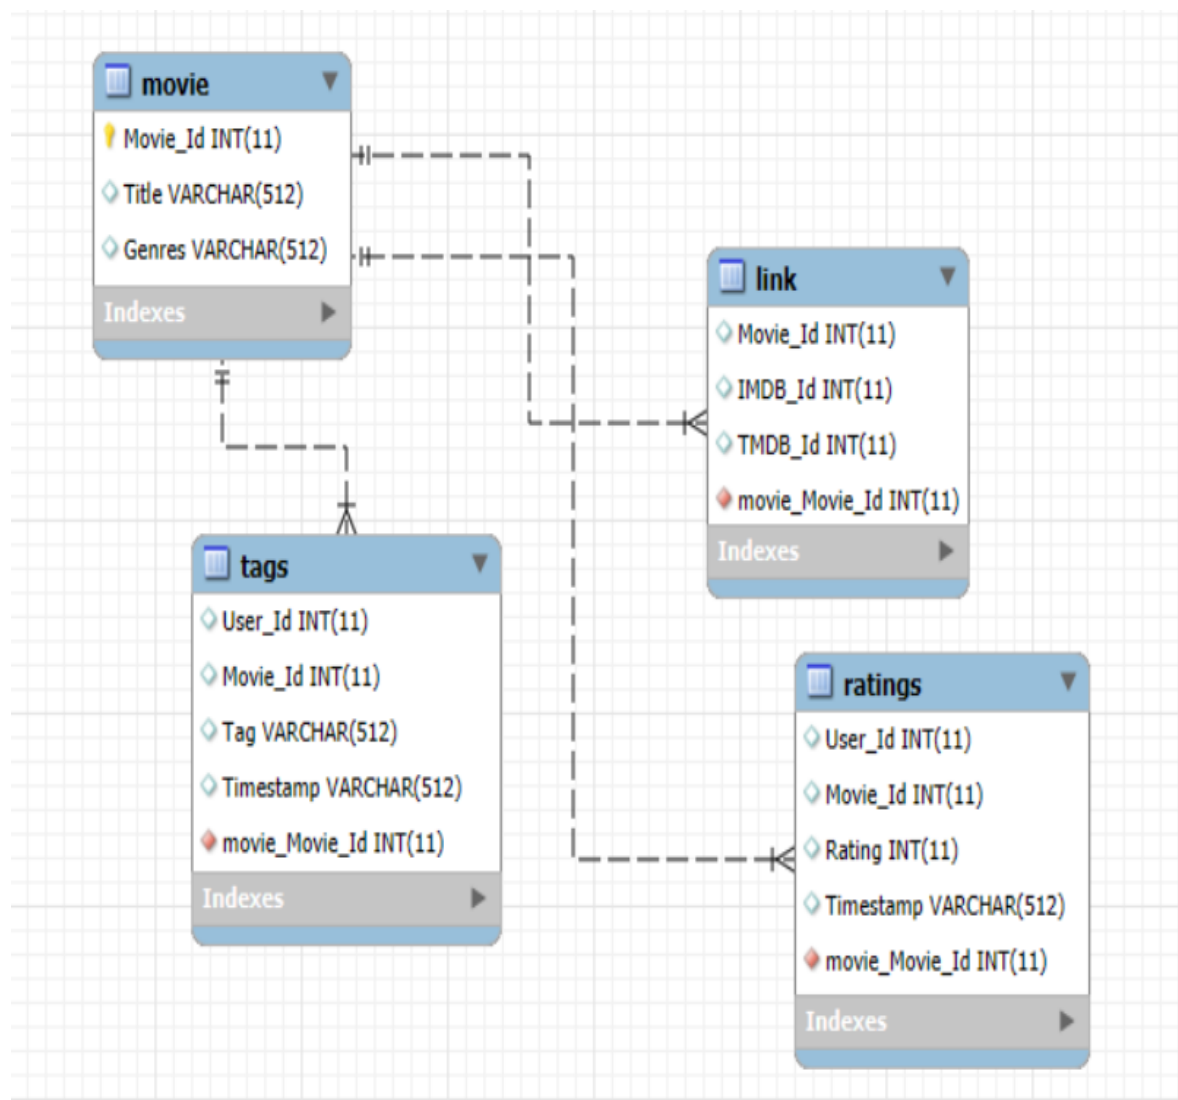 movie
Movie_Id INT(11)
Title VARCHAR(512)
Genres VARCHAR(512)
Indexes
link
Movie_Id INT(11)
IMDB_Id INT(11)
TMDB_Id INT(11)
movie_Movie_Id INT(11)
Indexes
tags
User_Id INT(11)
Movie_Id INT(11)
Tag VARCHAR(512)
Timestamp VARCHAR(512)
movie_Movie_Id INT(11)
Indexes
ratings
User_Id INT(11)
Movie_Id INT(11)
Rating INT(11)
Timestamp VARCHAR(512)
movie_Movie_Id INT(11)
Indexes